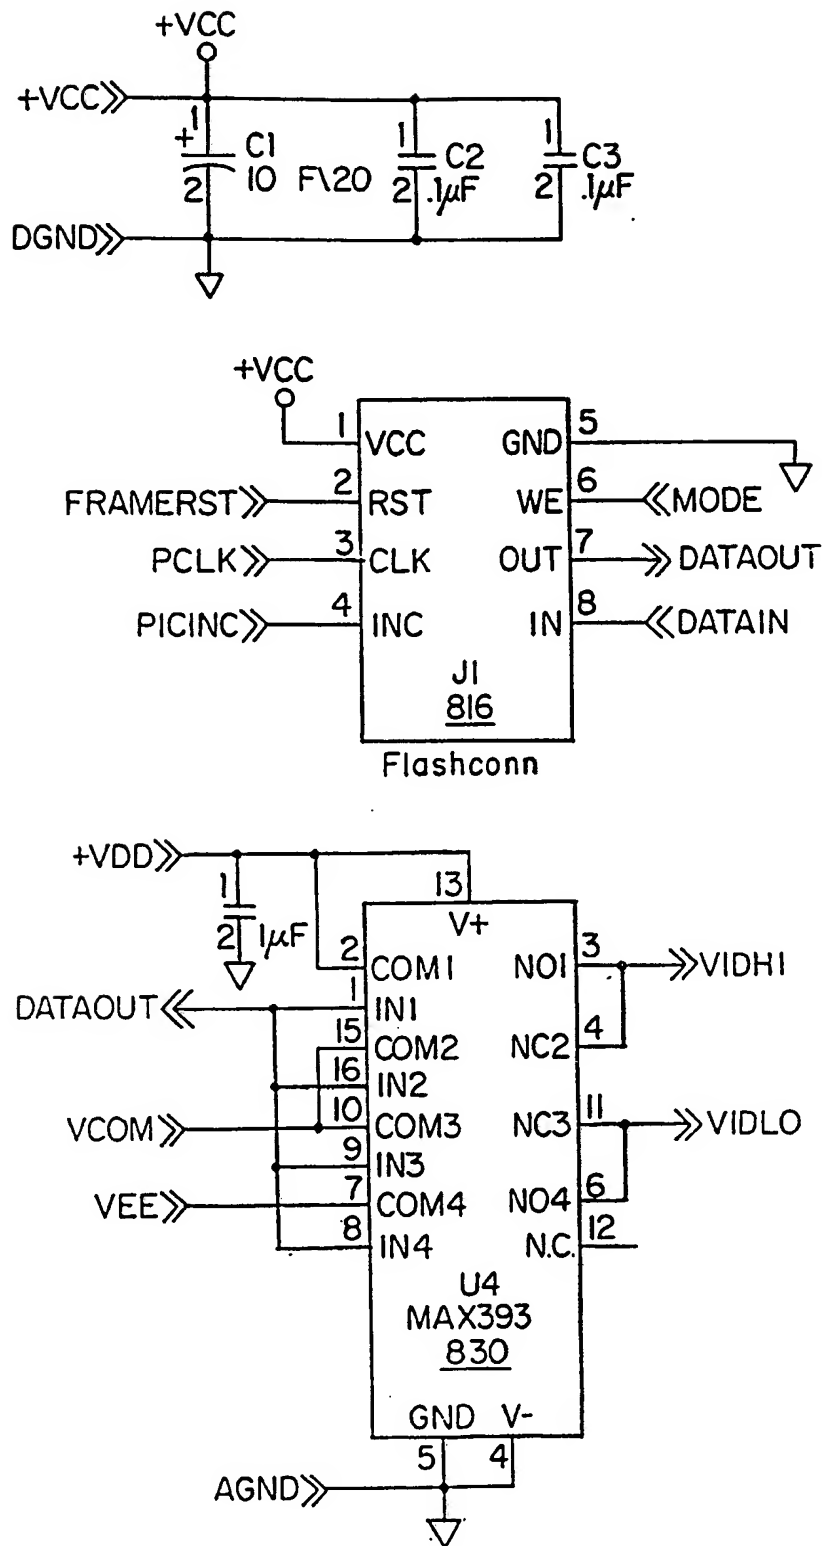 +VCC
+VCC
1
+
C1
10 F\20
2
1
C2
.1μF
2
1
C3
.1μF
2
DGND
+VCC
1 VCC
GND 5
FRAMERST 2 RST
WE 6 MODE
PCLK 3 CLK
OUT 7 DATAOUT
PICINC 4 INC
IN 8 DATAIN
J1
816
Flashconn
+VDD
1
2 1μF
13
V+
2 COM1
NO1 3 VIDHI
DATAOUT 1 IN1
15 COM2
NC2 4
16 IN2
VCOM 10 COM3
NC3 11 VIDLO
9 IN3
VEE 7 COM4
NO4 6
8 IN4
N.C. 12
U4
MAX393
830
GND V-
5 4
AGND